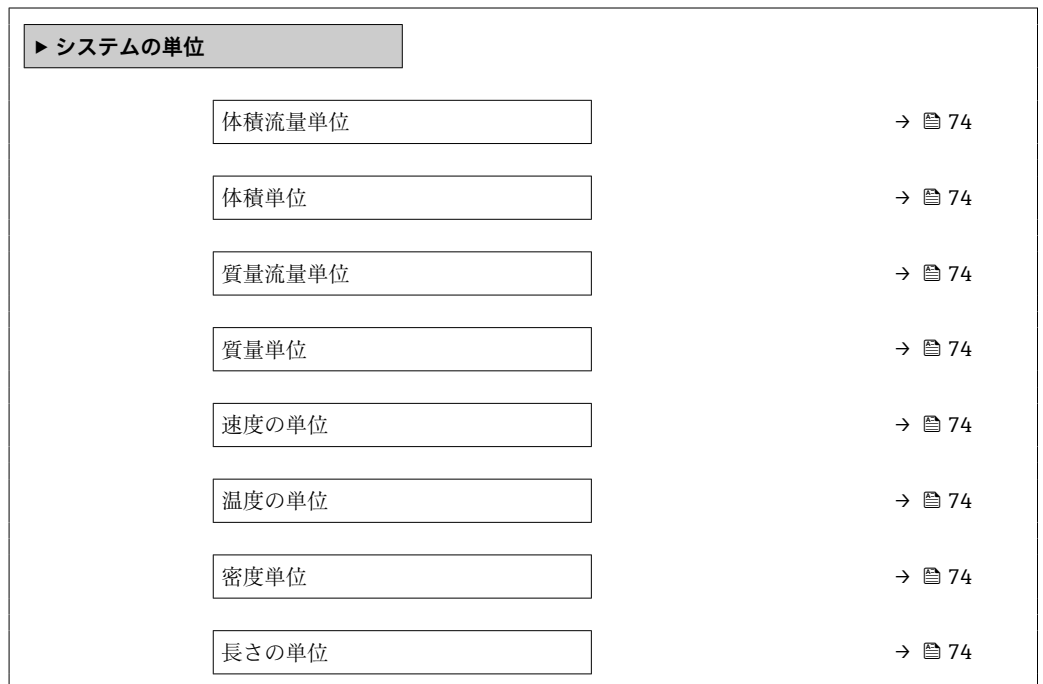 ▶ システムの単位
体積流量単位 → 74
体積単位 → 74
質量流量単位 → 74
質量単位 → 74
速度の単位 → 74
温度の単位 → 74
密度単位 → 74
長さの単位 → 74